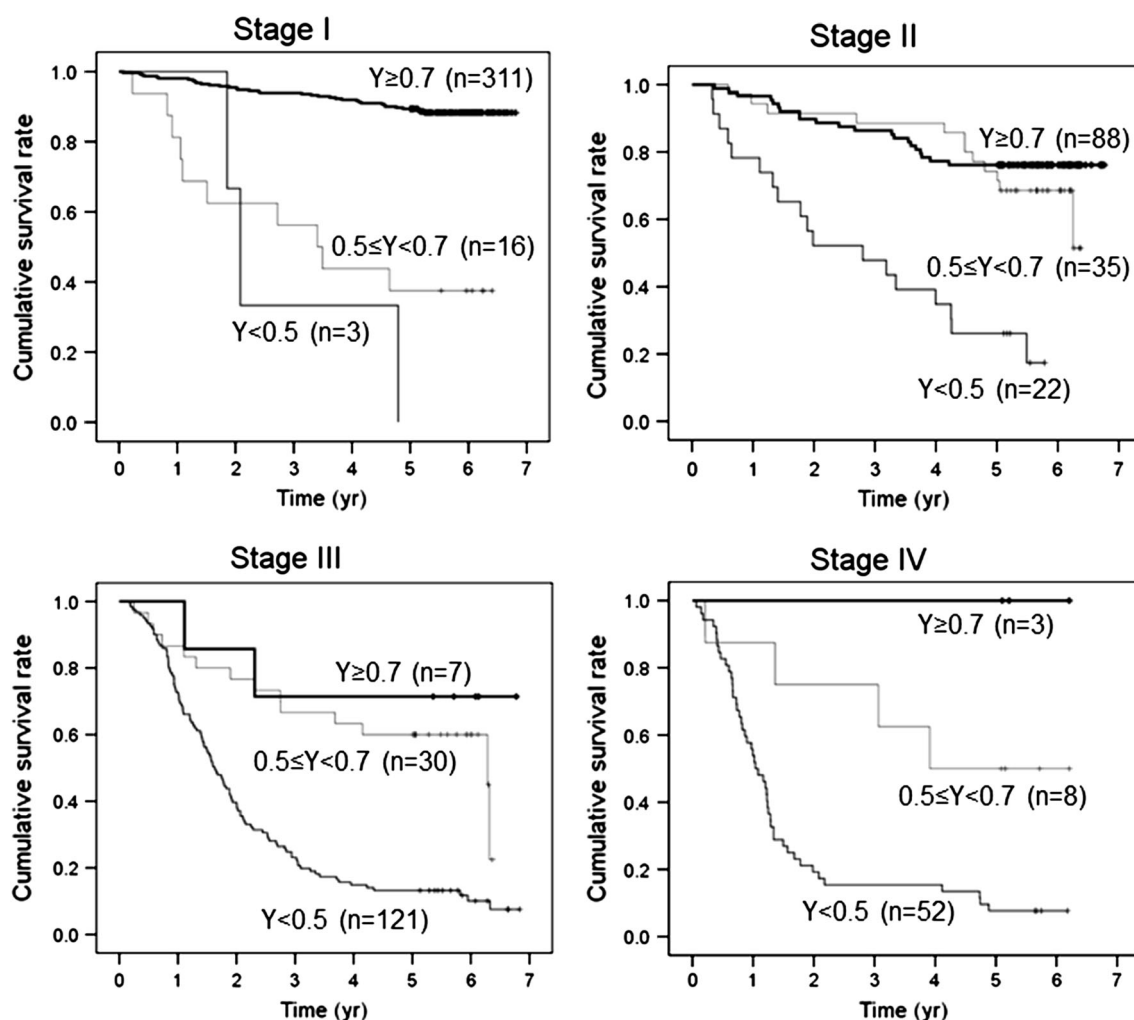 Stage I
Cumulative survival rate
1.0
0.8
0.6
0.4
0.2
0.0
Y≥0.7 (n=311)
0.5≤Y<0.7 (n=16)
Y<0.5 (n=3)
0 1 2 3 4 5 6 7
Time (yr)
Stage II
Cumulative survival rate
1.0
0.8
0.6
0.4
0.2
0.0
Y≥0.7 (n=88)
0.5≤Y<0.7 (n=35)
Y<0.5 (n=22)
0 1 2 3 4 5 6 7
Time (yr)
Stage III
Cumulative survival rate
1.0
0.8
0.6
0.4
0.2
0.0
Y≥0.7 (n=7)
0.5≤Y<0.7 (n=30)
Y<0.5 (n=121)
0 1 2 3 4 5 6 7
Time (yr)
Stage IV
Cumulative survival rate
1.0
0.8
0.6
0.4
0.2
0.0
Y≥0.7 (n=3)
0.5≤Y<0.7 (n=8)
Y<0.5 (n=52)
0 1 2 3 4 5 6 7
Time (yr)